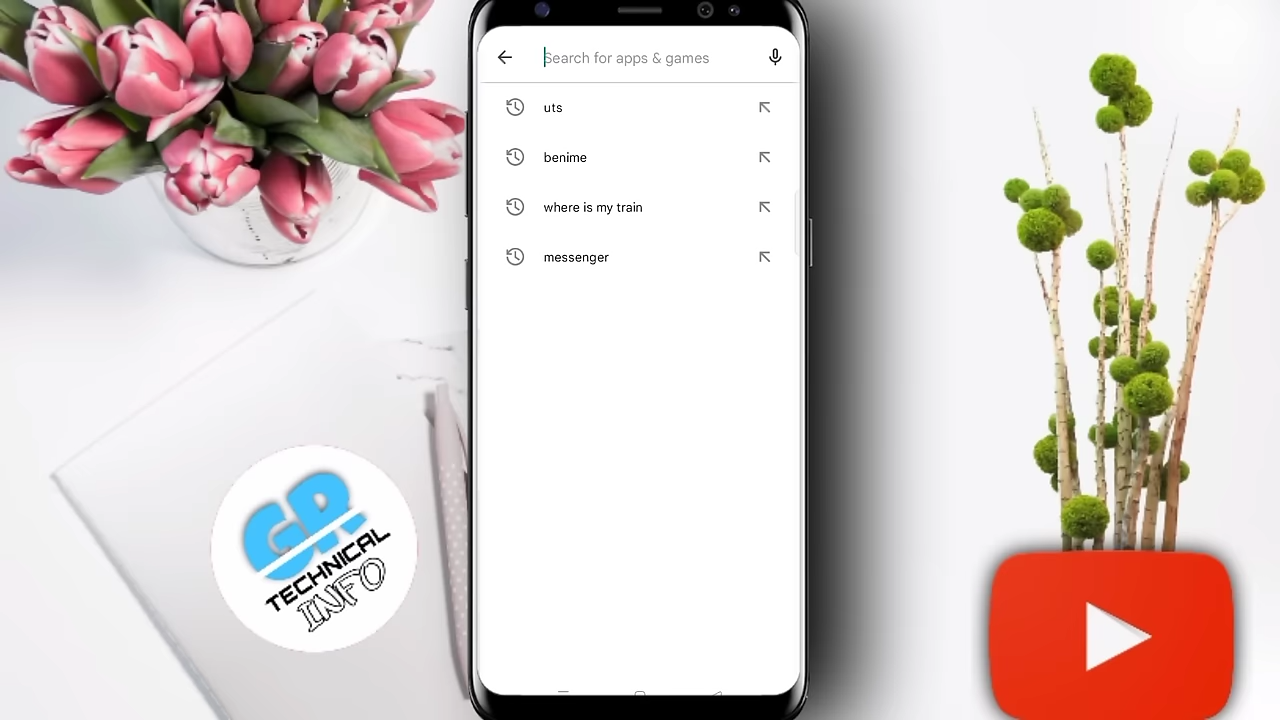 Search for apps & games
uts
benime
where is my train
messenger
GR
TECHNICAL
INFO